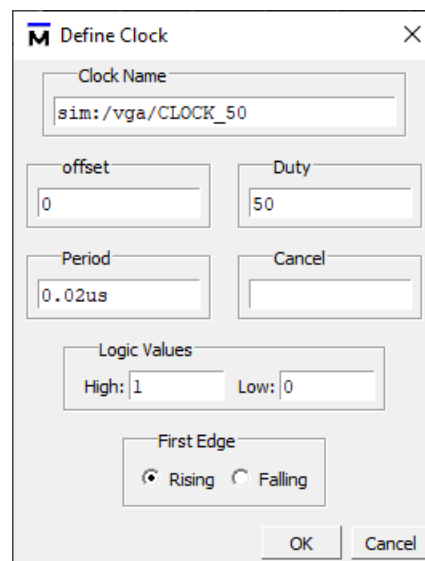 M Define Clock
Clock Name
sim:/vga/CLOCK_50
offset Duty
0 50
Period Cancel
0.02us
Logic Values
High: 1 Low: 0
First Edge
Rising Falling
OK Cancel